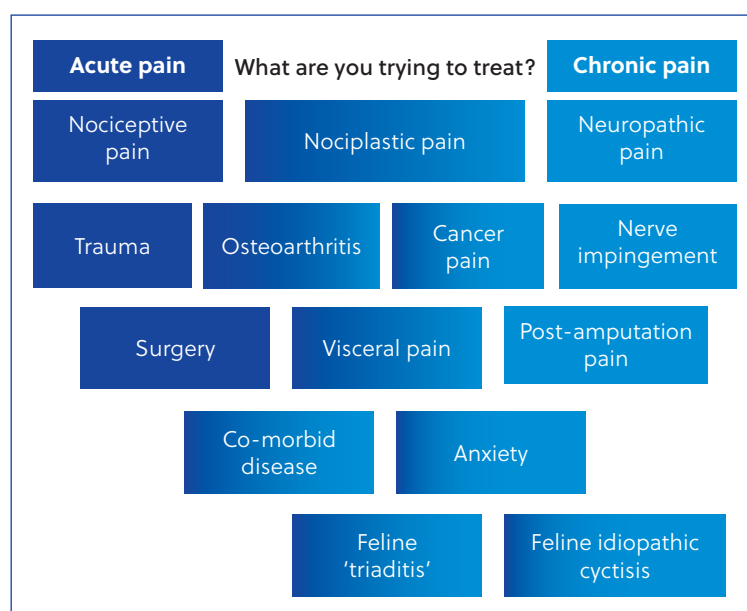 Acute pain
What are you trying to treat?
Chronic pain
Nociceptive
pain
Nociplastic pain
Neuropathic
pain
Trauma
Osteoarthritis
Cancer
pain
Nerve
impingement
Surgery
Visceral pain
Post-amputation
pain
Co-morbid
disease
Anxiety
Feline
‘triaditis’
Feline idiopathic
cyctisis